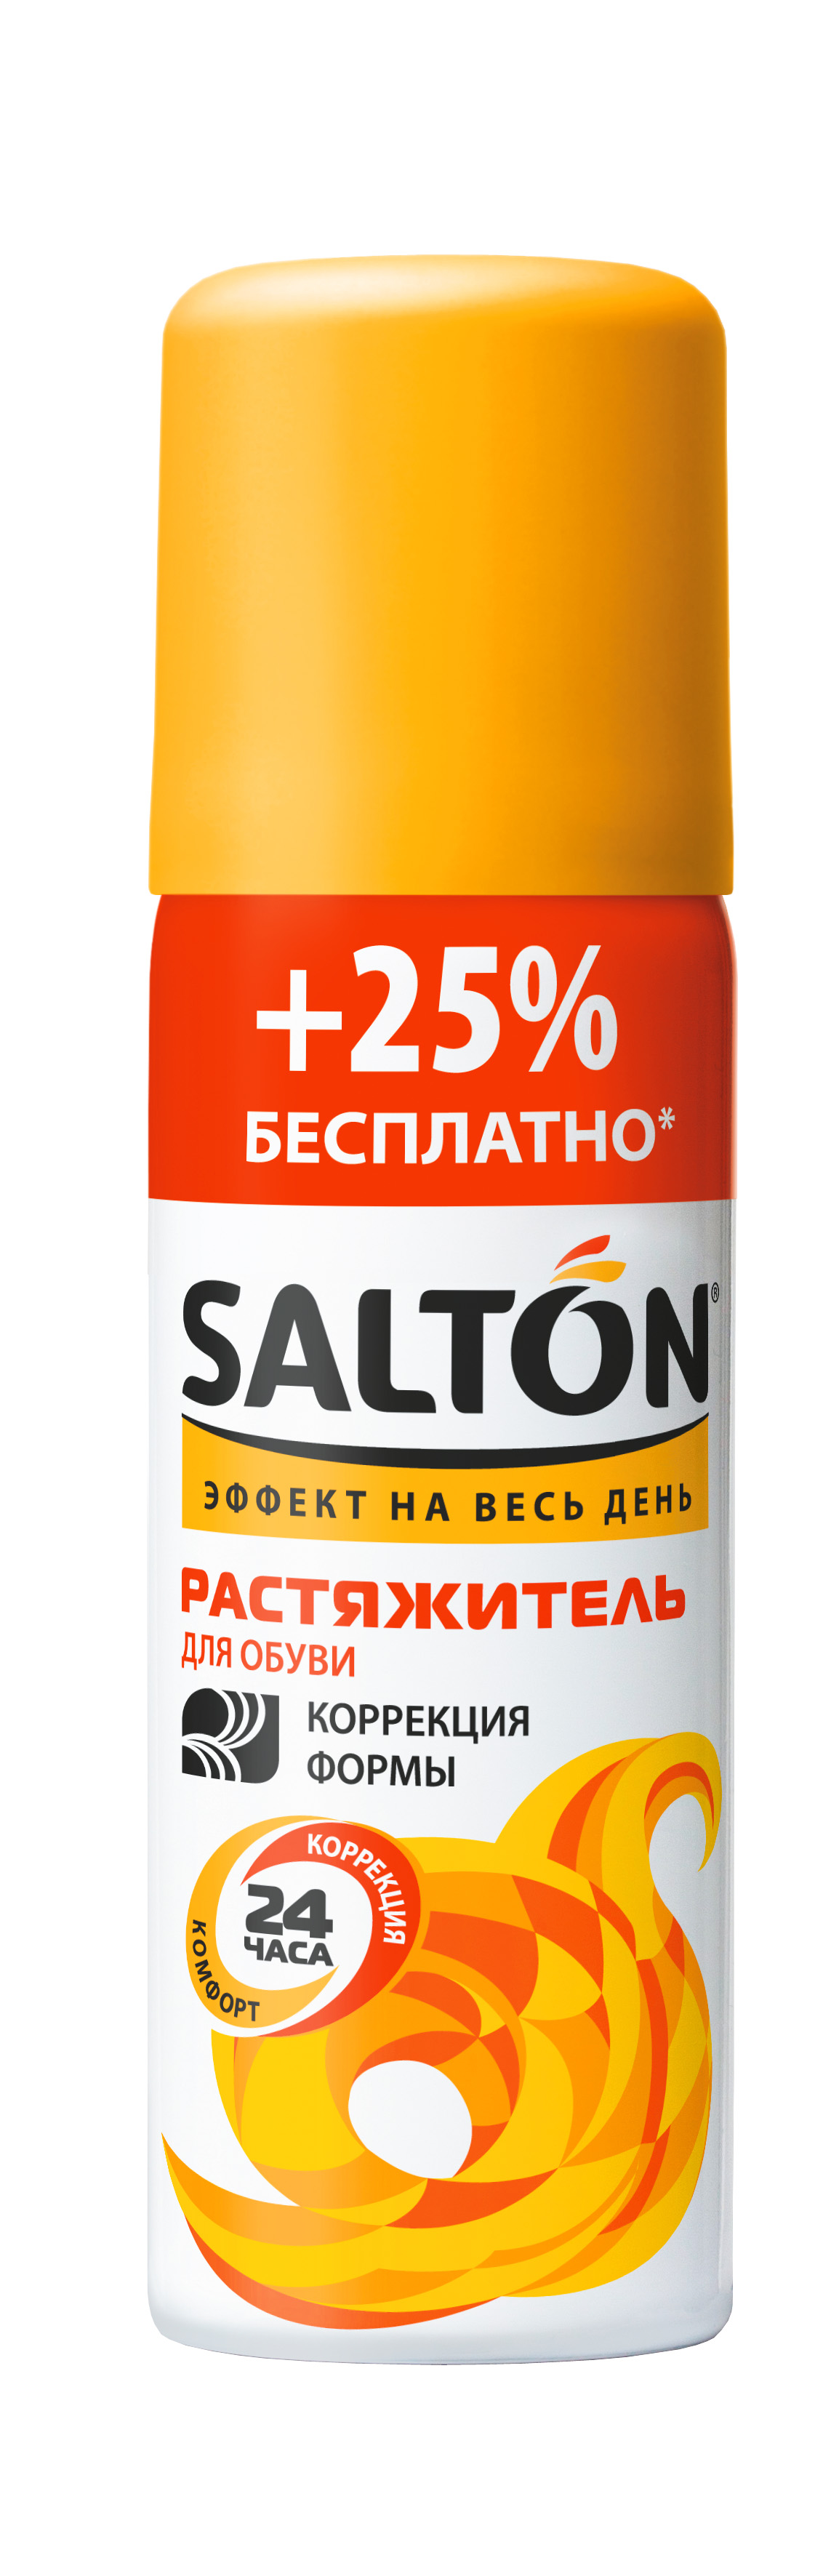 +25%
БЕСПЛАТНО*
SALTON®
ЭФФЕКТ НА ВЕСЬ ДЕНЬ
РАСТЯЖИТЕЛЬ
ДЛЯ ОБУВИ
КОРРЕКЦИЯ
ФОРМЫ
КОРРЕКЦИЯ
24
ЧАСА
КОМФОРТ